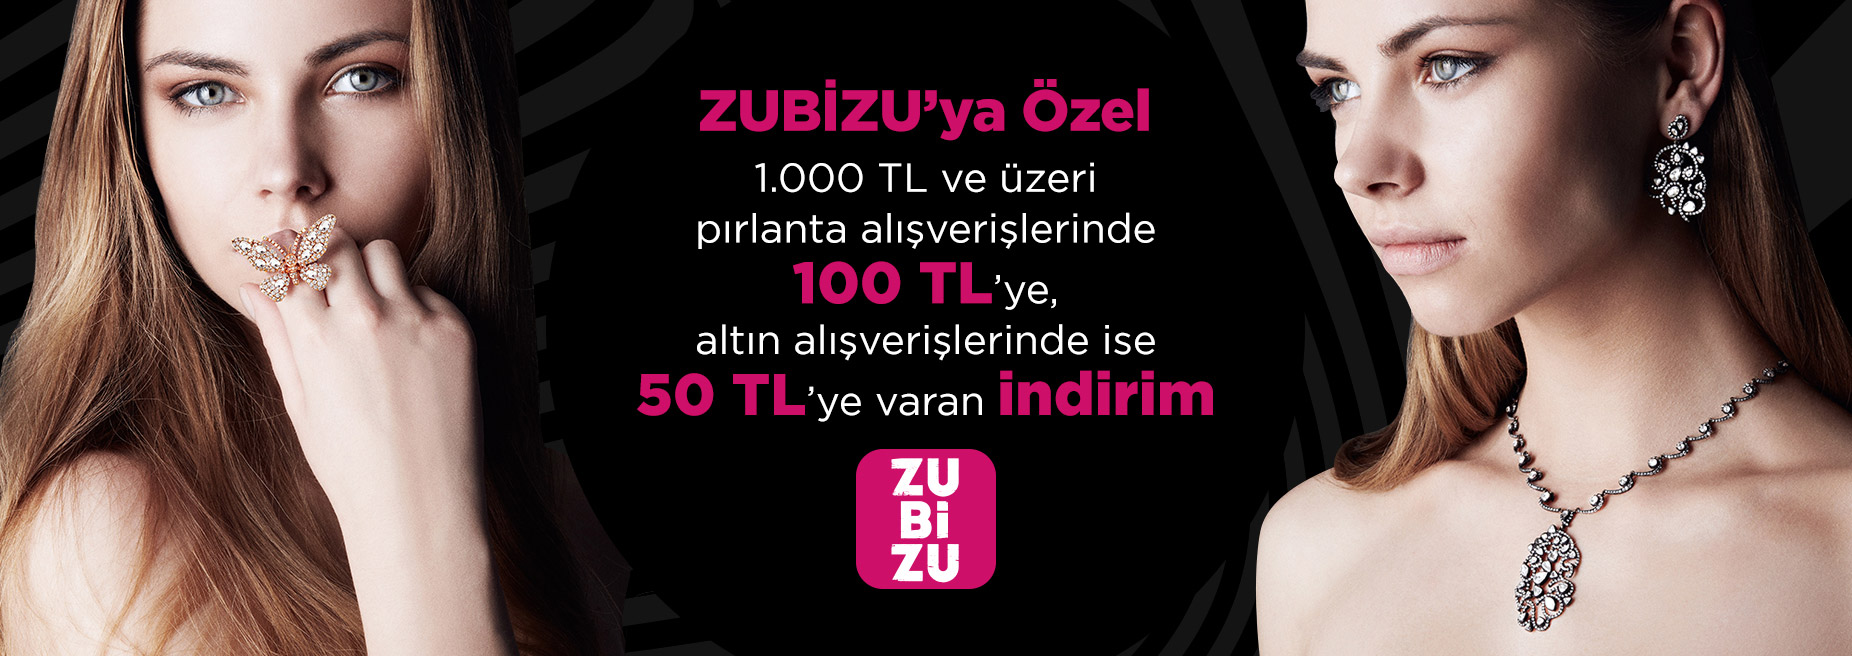 ZUBİZU’ya Özel
1.000 TL ve üzeri
pırlanta alışverişlerinde
100 TL’ye,
altın alışverişlerinde ise
50 TL’ye varan indirim
ZU
Bi
ZU